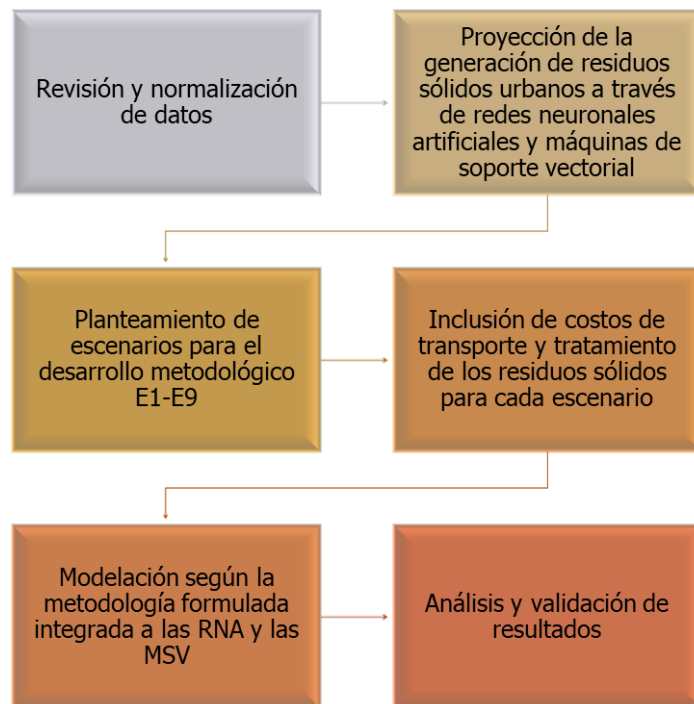 Revisión y normalización
de datos
Proyección de la
generación de residuos
sólidos urbanos a través
de redes neuronales
artificiales y máquinas de
soporte vectorial
Planteamiento de
escenarios para el
desarrollo metodológico
E1-E9
Inclusión de costos de
transporte y tratamiento
de los residuos sólidos
para cada escenario
Modelación según la
metodología formulada
integrada a las RNA y las
MSV
Análisis y validación de
resultados